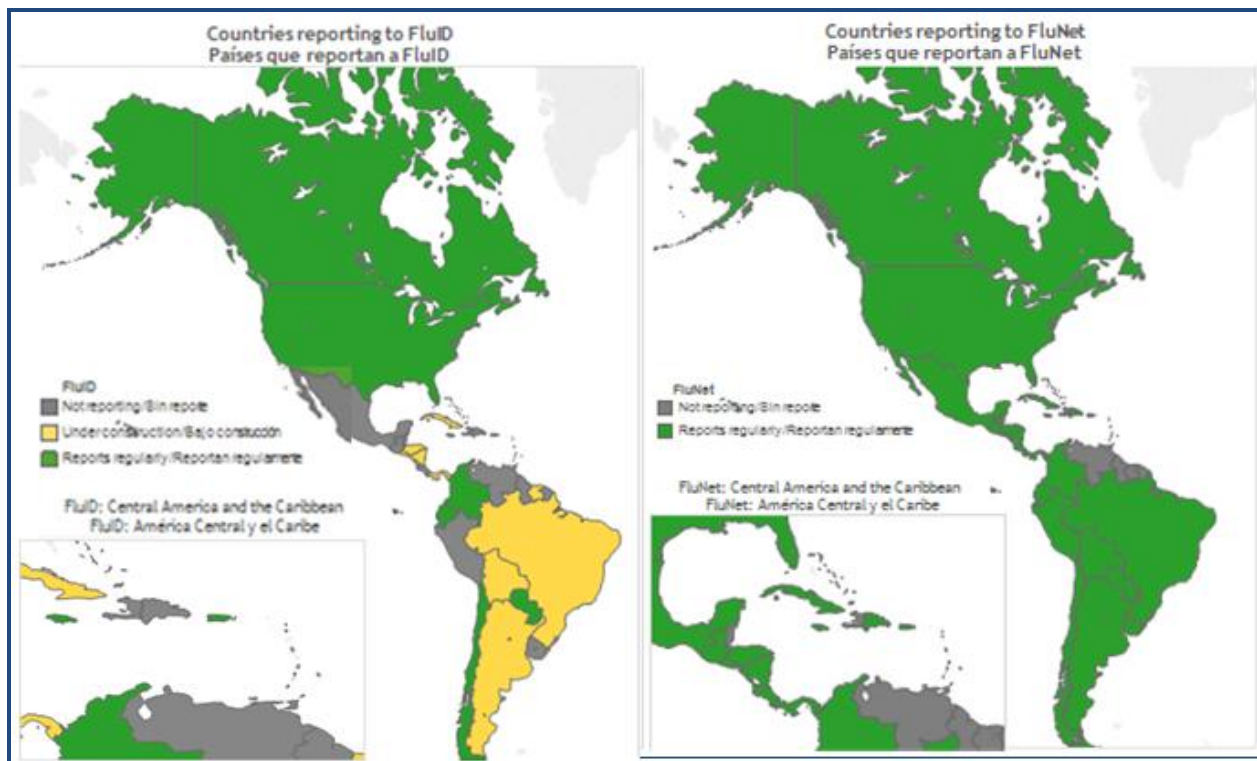 Countries reporting to FluID
Países que reportan a FluID
FluID
Not reporting/Sin reporte
Under construction/Bajo constucción
Reports regularly/Reportan regulamente
FluID: Central America and the Caribbean
FluID: América Central y el Caribe
Countries reporting to FluNet
Países que reportan a FluNet
FluNet
Not reporting/Sin reporte
Reports regularly/Reportan regulamente
FluNet: Central America and the Caribbean
FluNet: América Central y el Caribe